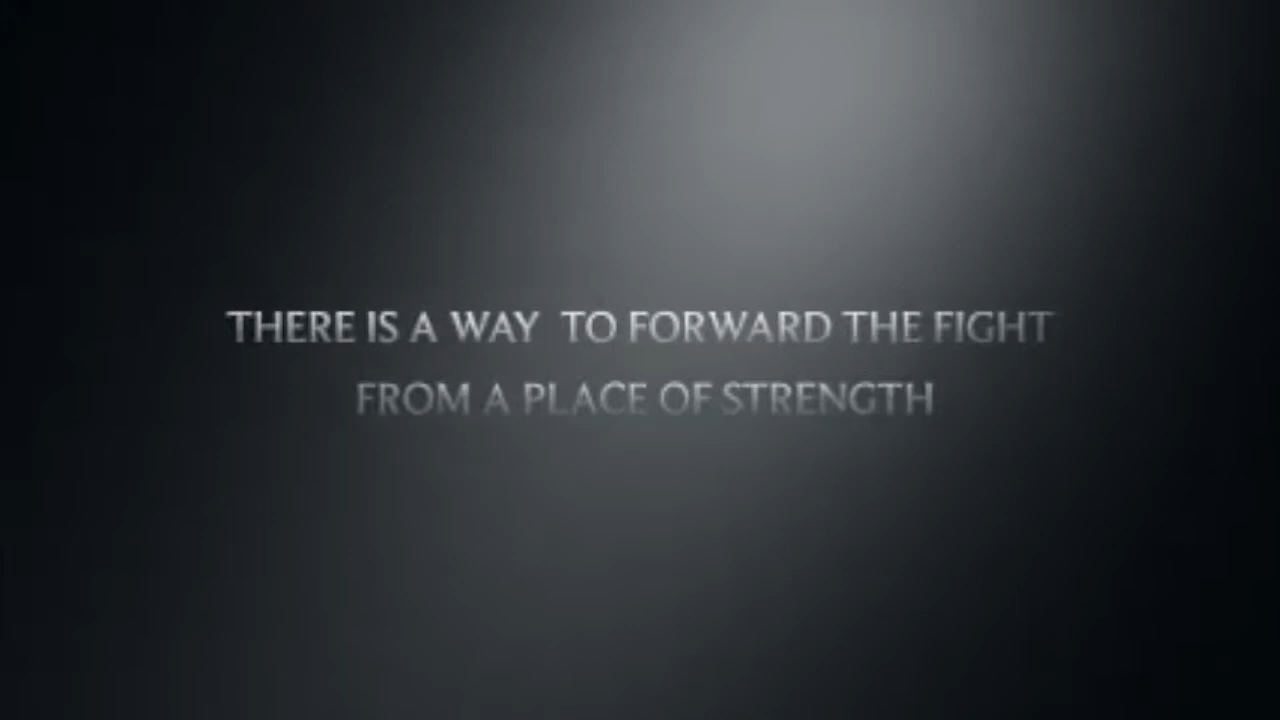 THERE IS A WAY TO FORWARD THE FIGHT
FROM A PLACE OF STRENGTH